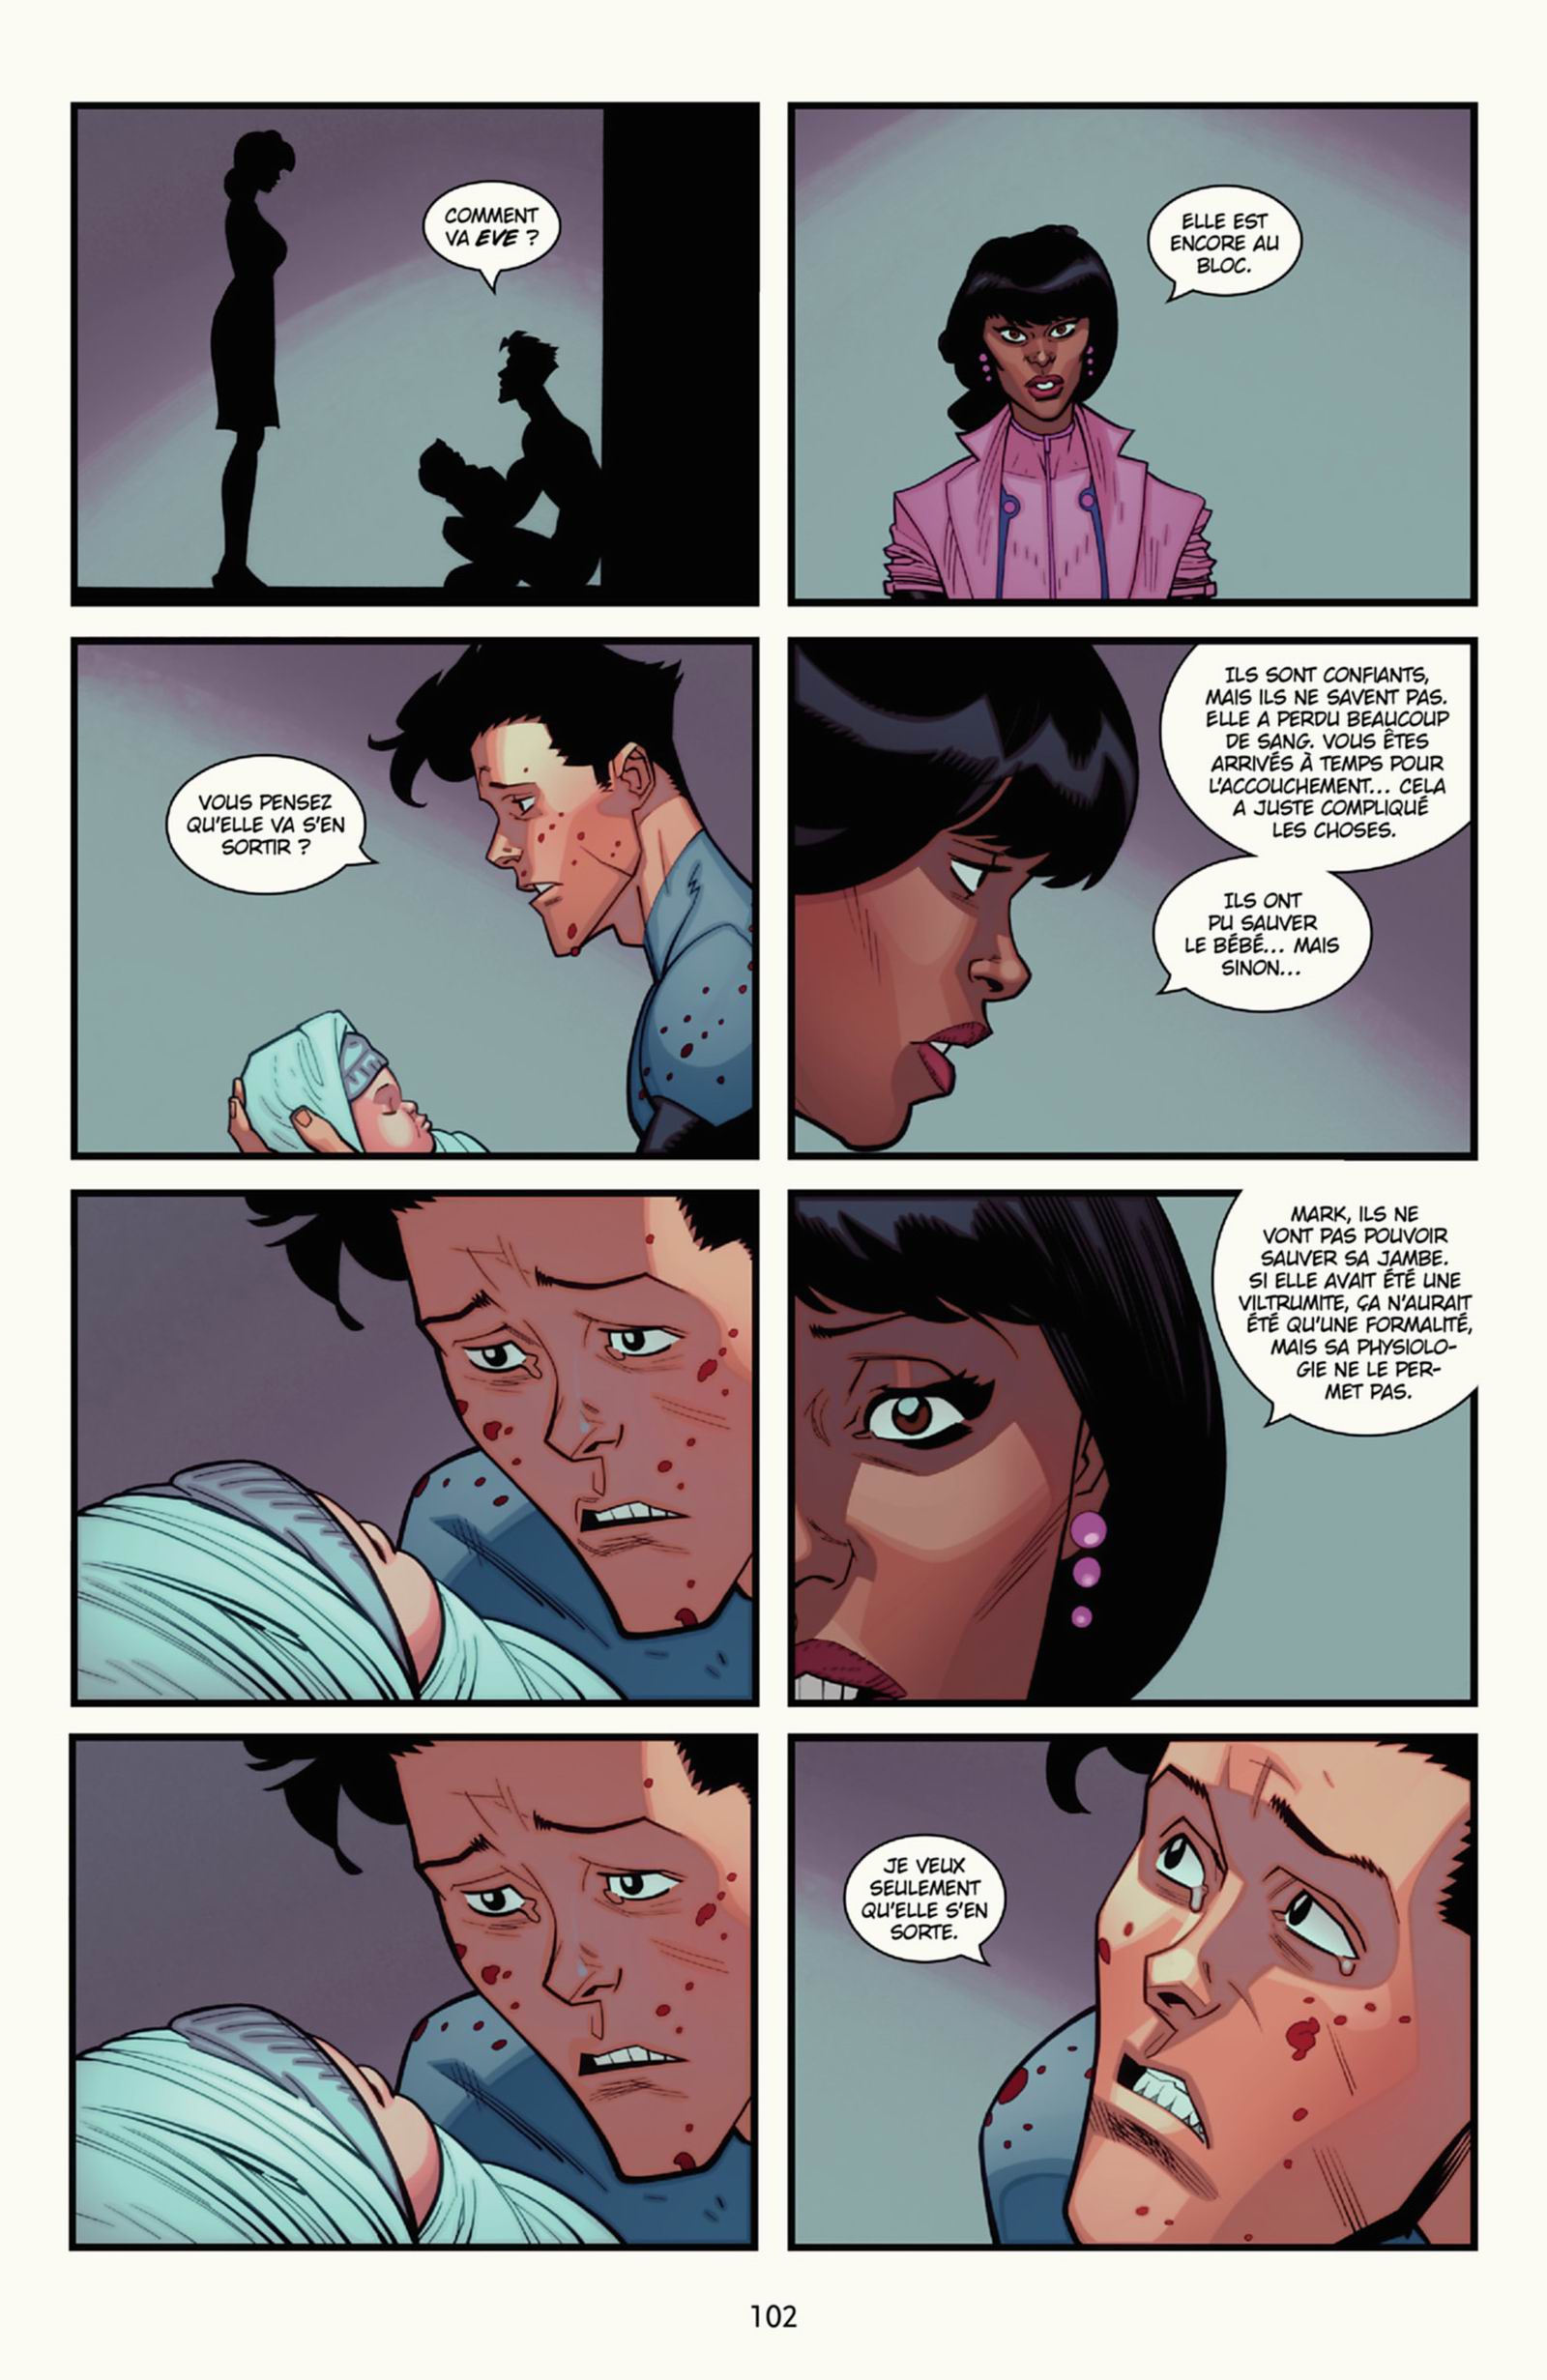 COMMENT
VA EVE ?
ELLE EST
ENCORE AU
BLOC.
VOUS PENSEZ
QU'ELLE VA S'EN
SORTIR ?
ILS SONT CONFIANTS,
MAIS ILS NE SAVENT PAS.
ELLE A PERDU BEAUCOUP
DE SANG. VOUS ÊTES
ARRIVÉS À TEMPS POUR
L'ACCOUCHEMENT... CELA
A JUSTE COMPLIQUÉ
LES CHOSES.
ILS ONT
PU SAUVER
LE BÉBÉ... MAIS
SINON...
MARK, ILS NE
VONT PAS POUVOIR
SAUVER SA JAMBE.
SI ELLE AVAIT ÉTÉ UNE
VILTRUMITE, ÇA N'AURAIT
ÉTÉ QU'UNE FORMALITÉ,
MAIS SA PHYSIOLO-
GIE NE LE PER-
MET PAS.
JE VEUX
SEULEMENT
QU'ELLE S'EN
SORTE.
102